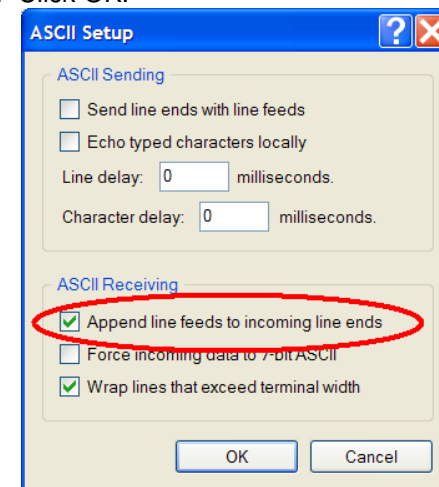 Click OK.
ASCII Setup
ASCII Sending
Send line ends with line feeds
Echo typed characters locally
Line delay: 0 milliseconds.
Character delay: 0 milliseconds.
ASCII Receiving
Append line feeds to incoming line ends
Force incoming data to 7-bit ASCII
Wrap lines that exceed terminal width
OK Cancel